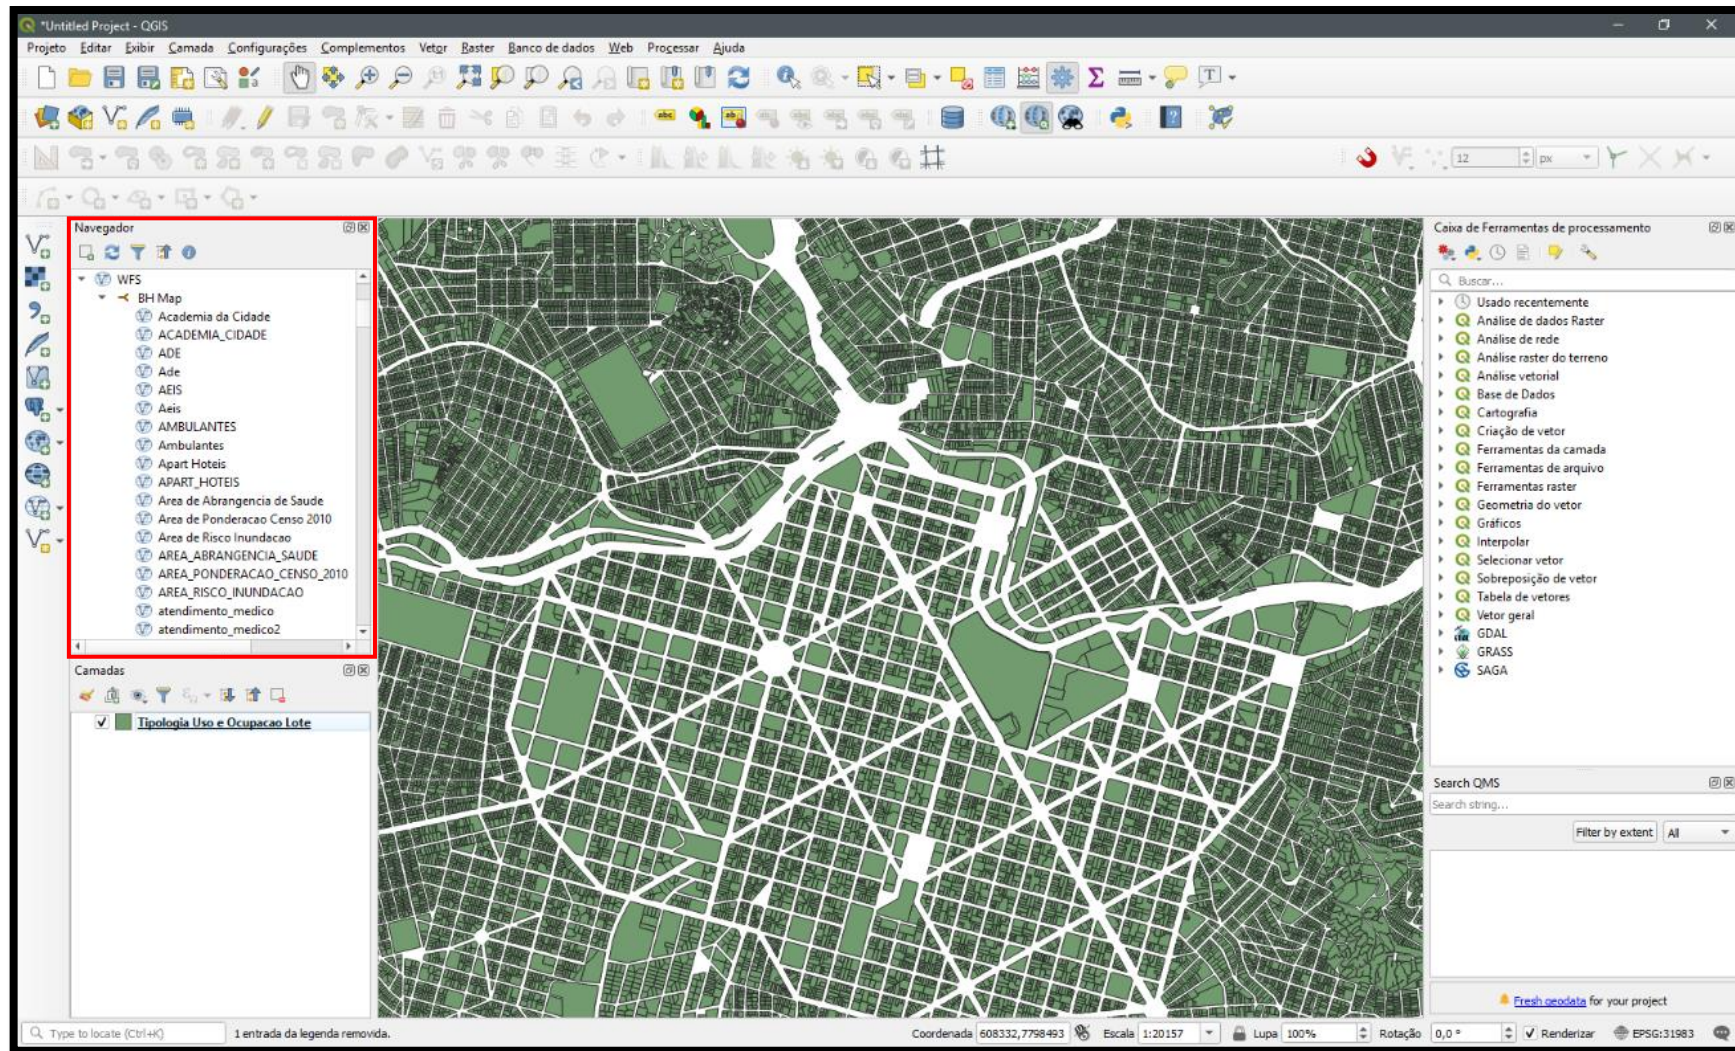 *Untitled Project - QGIS
Projeto Editar Exibir Camada Configurações Complementos Vetor Raster Banco de dados Web Processar Ajuda
12 px
Navegador
WFS
BH Map
Academia da Cidade
ACADEMIA_CIDADE
ADE
Ade
AEIS
Aeis
AMBULANTES
Ambulantes
Apart Hoteis
APART_HOTEIS
Area de Abrangencia de Saude
Area de Ponderacao Censo 2010
Area de Risco Inundacao
AREA_ABRANGENCIA_SAUDE
AREA_PONDERACAO_CENSO_2010
AREA_RISCO_INUNDACAO
atendimento_medico
atendimento_medico2
Camadas
Tipologia Uso e Ocupacao Lote
Caixa de Ferramentas de processamento
Buscar...
Usado recentemente
Análise de dados Raster
Análise de rede
Análise raster do terreno
Análise vetorial
Base de Dados
Cartografia
Criação de vetor
Ferramentas da camada
Ferramentas de arquivo
Ferramentas raster
Geometria do vetor
Gráficos
Interpolar
Selecionar vetor
Sobreposição de vetor
Tabela de vetores
Vetor geral
GDAL
GRASS
SAGA
Search QMS
Search string...
Filter by extent All
Fresh geodata for your project
Type to locate (Ctrl+K) 1 entrada da legenda removida. Coordenada 608332,7798493 Escala 1:20157 Lupa 100% Rotação 0,0 ° Renderizar EPSG:31983